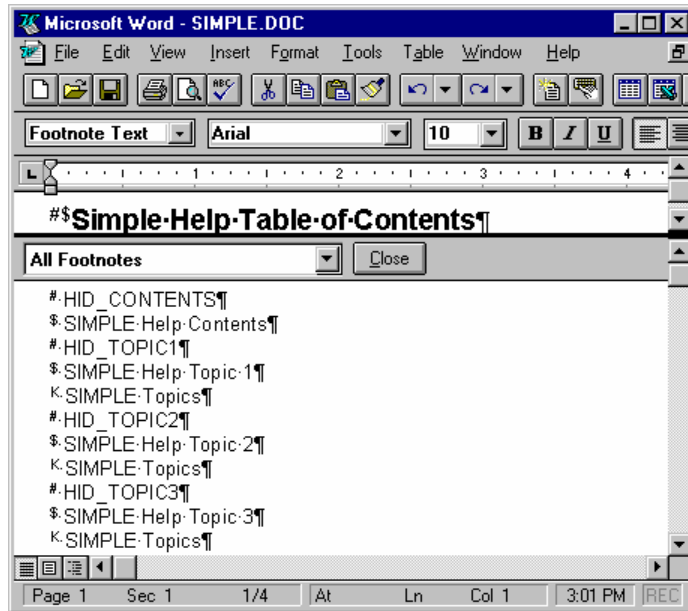 Microsoft Word - SIMPLE.DOC
File Edit View Insert Format Tools Table Window Help
ABC
Footnote Text Arial 10 B I U
L 1 2 3 4
#$Simple·Help·Table·of·Contents¶
All Footnotes Close
#·HID_CONTENTS¶
$·SIMPLE·Help·Contents¶
#·HID_TOPIC1¶
$·SIMPLE·Help·Topic·1¶
K·SIMPLE·Topics¶
#·HID_TOPIC2¶
$·SIMPLE·Help·Topic·2¶
K·SIMPLE·Topics¶
#·HID_TOPIC3¶
$·SIMPLE·Help·Topic·3¶
K·SIMPLE·Topics¶
Page 1 Sec 1 1/4 At Ln Col 1 3:01 PM REC